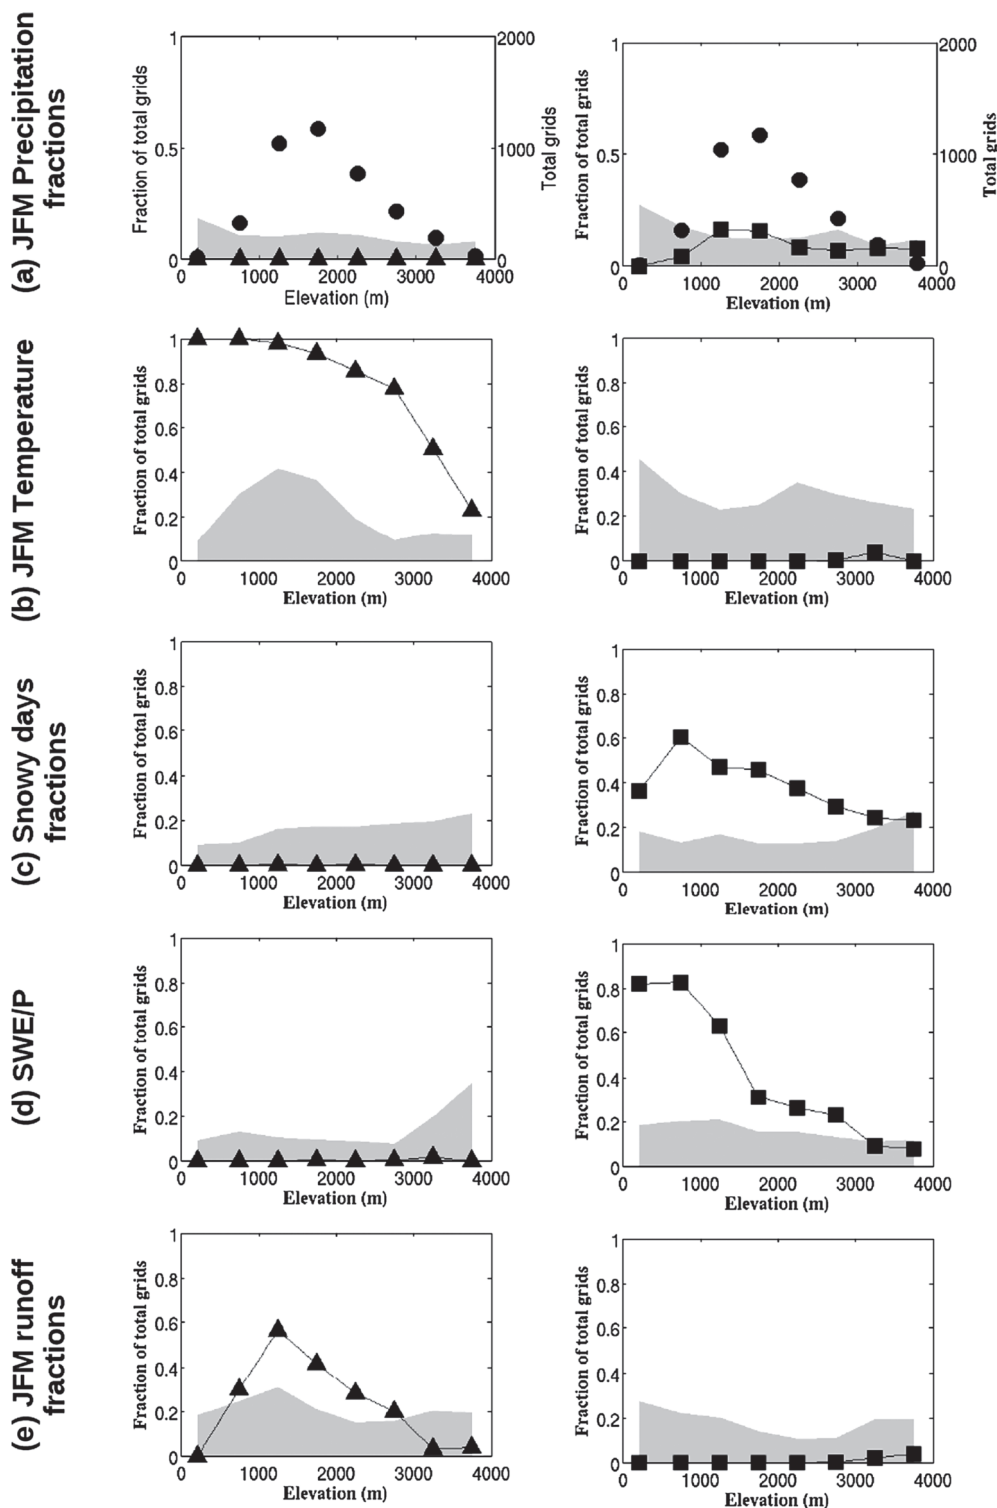 (a) JFM Precipitation
fractions
1
0.5
0
Fraction of total grids
2000
1000
0
Total grids
0 1000 2000 3000 4000
Elevation (m)
1
0.5
0
Fraction of total grids
2000
1000
0
Total grids
0 1000 2000 3000 4000
Elevation (m)
(b) JFM Temperature
1
0.8
0.6
0.4
0.2
0
Fraction of total grids
0 1000 2000 3000 4000
Elevation (m)
1
0.8
0.6
0.4
0.2
0
Fraction of total grids
0 1000 2000 3000 4000
Elevation (m)
(c) Snowy days
fractions
1
0.8
0.6
0.4
0.2
0
Fraction of total grids
0 1000 2000 3000 4000
Elevation (m)
1
0.8
0.6
0.4
0.2
0
Fraction of total grids
0 1000 2000 3000 4000
Elevation (m)
(d) SWE/P
1
0.8
0.6
0.4
0.2
0
Fraction of total grids
0 1000 2000 3000 4000
Elevation (m)
1
0.8
0.6
0.4
0.2
0
Fraction of total grids
0 1000 2000 3000 4000
Elevation (m)
(e) JFM runoff
fractions
1
0.8
0.6
0.4
0.2
0
Fraction of total grids
0 1000 2000 3000 4000
Elevation (m)
1
0.8
0.6
0.4
0.2
0
Fraction of total grids
0 1000 2000 3000 4000
Elevation (m)